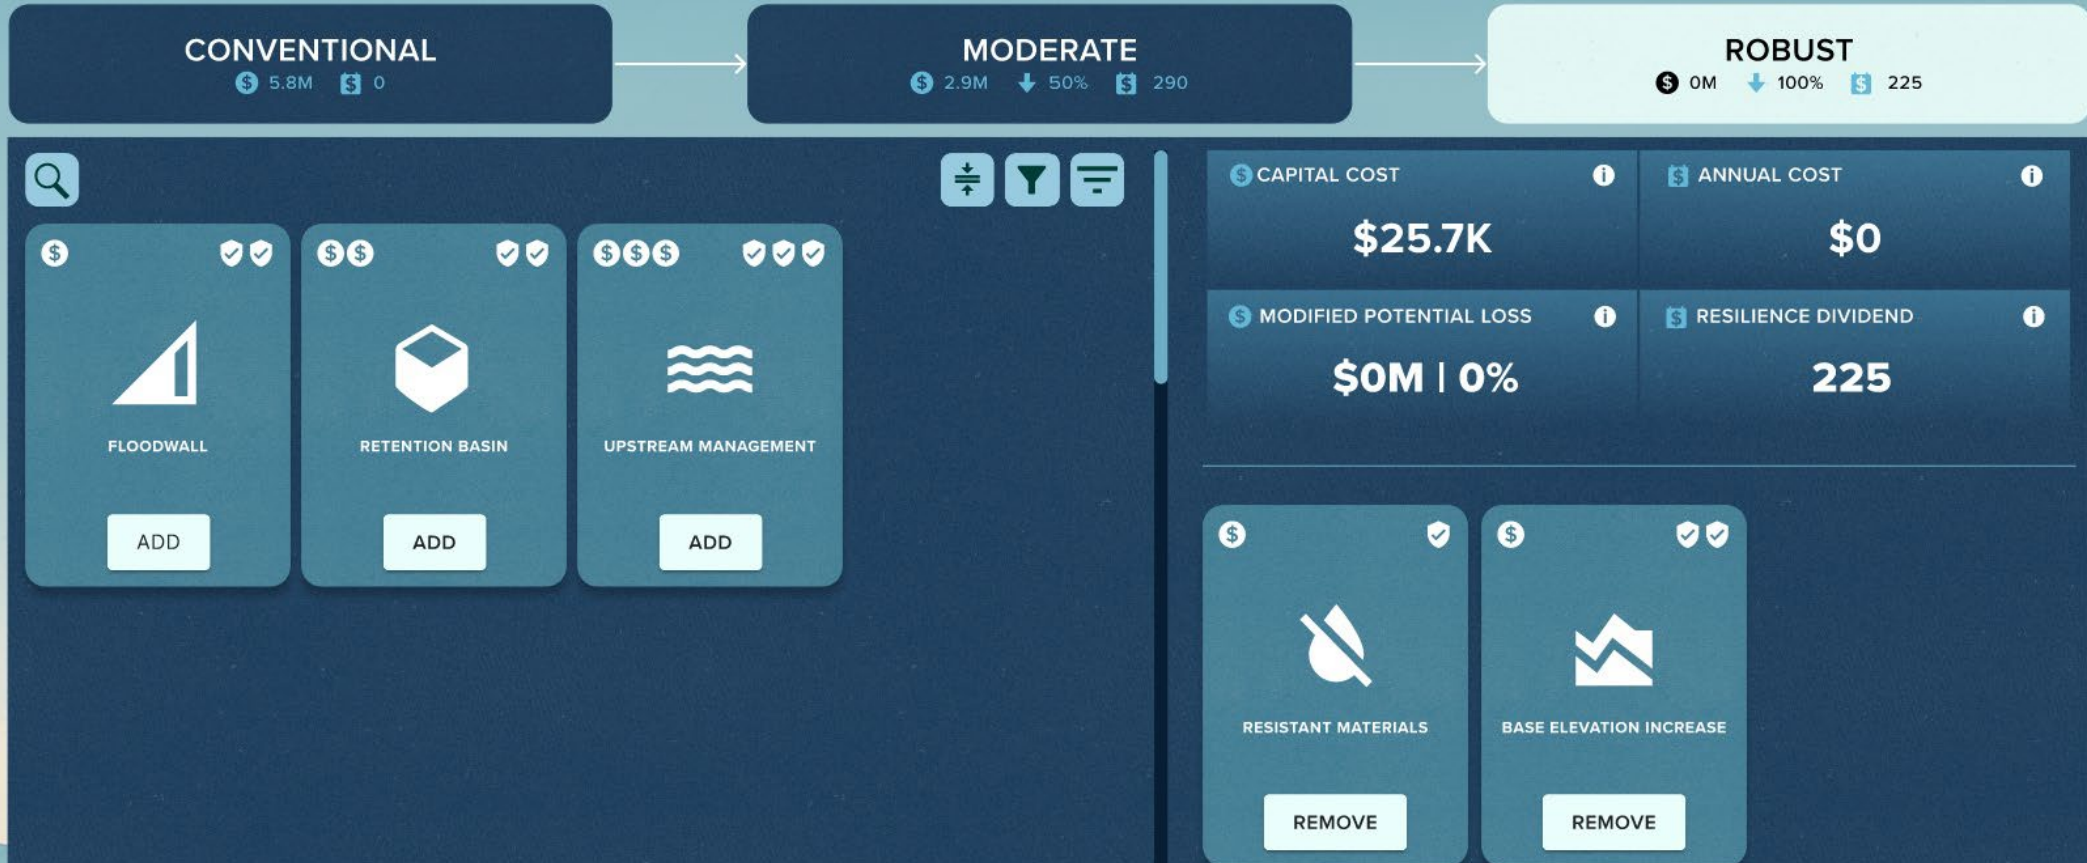 CONVENTIONAL
$ 5.8M $ 0
MODERATE
$ 2.9M 50% $ 290
ROBUST
$ 0M 100% $ 225
$ $ $ $ $ $
FLOODWALL RETENTION BASIN UPSTREAM MANAGEMENT
ADD ADD ADD
$ CAPITAL COST i
$25.7K
$ ANNUAL COST i
$0
$ MODIFIED POTENTIAL LOSS i
$0M | 0%
$ RESILIENCE DIVIDEND i
225
$ $
RESISTANT MATERIALS BASE ELEVATION INCREASE
REMOVE REMOVE